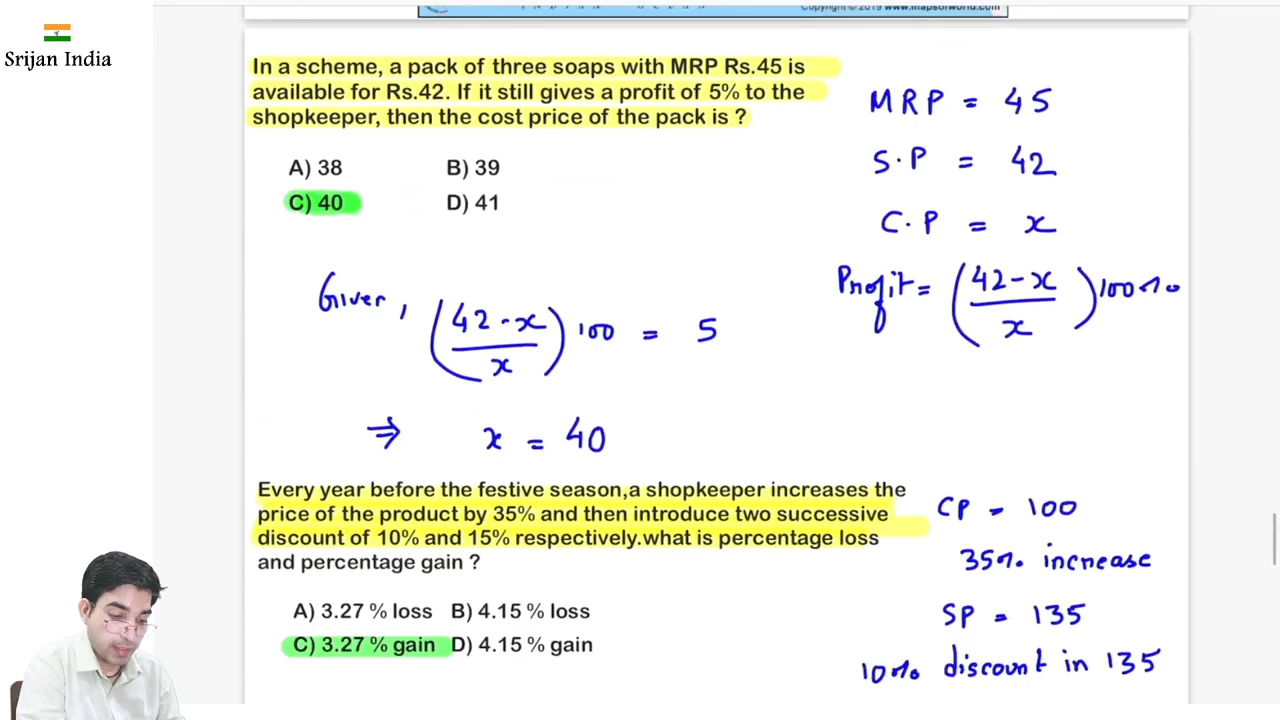 Copyright © 2019 www.mapsofworld.com
Srijan India
In a scheme, a pack of three soaps with MRP Rs.45 is
available for Rs.42. If it still gives a profit of 5% to the
shopkeeper, then the cost price of the pack is ?
A) 38 B) 39
C) 40 D) 41
MRP = 45
S.P = 42
C.P = x
Profit = (42-x/x) 100%
Given, (42-x/x) 100 = 5
⇒ x = 40
Every year before the festive season,a shopkeeper increases the
price of the product by 35% and then introduce two successive
discount of 10% and 15% respectively.what is percentage loss
and percentage gain ?
A) 3.27 % loss B) 4.15 % loss
C) 3.27 % gain D) 4.15 % gain
CP = 100
35% increase
SP = 135
10% discount in 135